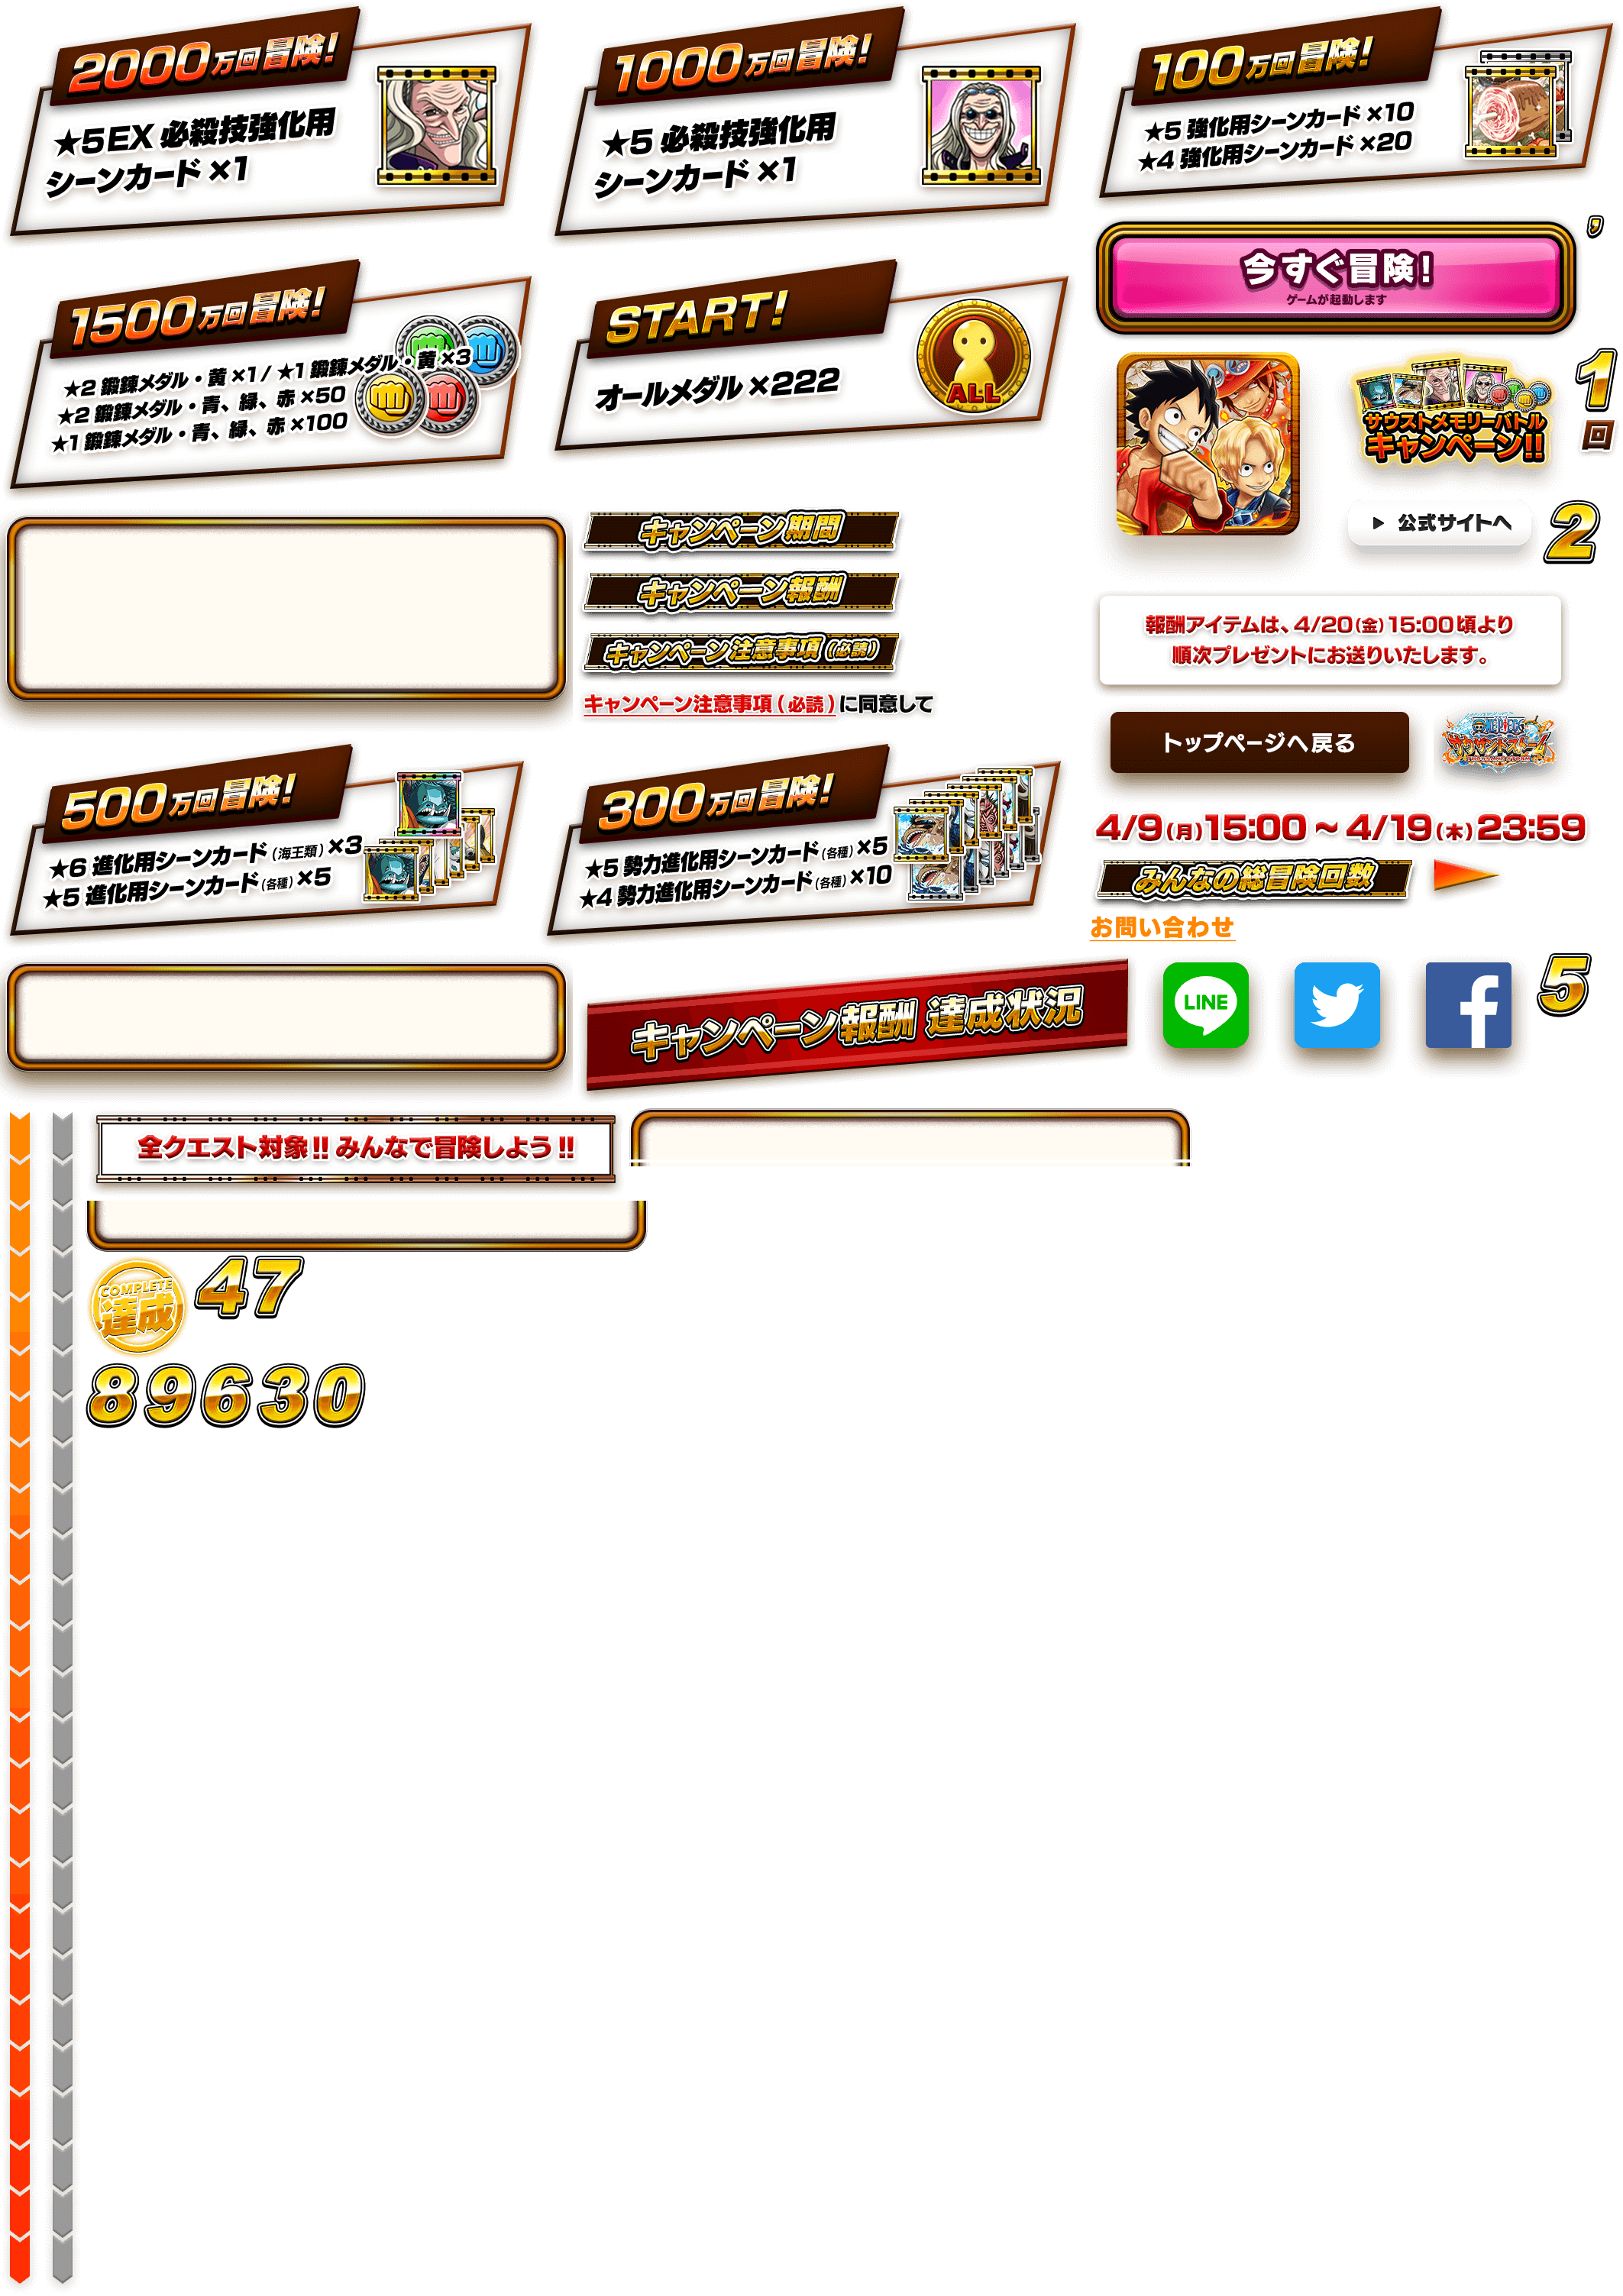 2000万回冒険!
★5EX 必殺技強化用
シーンカード ×1
1000万回冒険!
★5 必殺技強化用
シーンカード ×1
100万回冒険!
★5 強化用シーンカード ×10
★4 強化用シーンカード ×20
今すぐ冒険!
ゲームが起動します
,
1500万回冒険!
★2 鍛錬メダル・黄 ×1 / ★1 鍛錬メダル・黄 ×3
★2 鍛錬メダル・青、緑、赤 ×50
★1 鍛錬メダル・青、緑、赤 ×100
START!
オールメダル ×222
ALL
サウストメモリーバトル
キャンペーン!!
1
回
キャンペーン期間
キャンペーン報酬
キャンペーン注意事項(必読)
キャンペーン注意事項(必読)に同意して
公式サイトへ
2
報酬アイテムは、4/20(金)15:00頃より
順次プレゼントにお送りいたします。
トップページへ戻る
ONE PIECE
サウザンドストーム
500万回冒険!
★6 進化用シーンカード(海王類)×3
★5 進化用シーンカード(各種)×5
300万回冒険!
★5 勢力進化用シーンカード(各種)×5
★4 勢力進化用シーンカード(各種)×10
4/9(月)15:00 ~ 4/19(木)23:59
みんなの総冒険回数
お問い合わせ
キャンペーン報酬 達成状況
LINE
5
全クエスト対象!! みんなで冒険しよう!!
COMPLETE
達成
47
89630